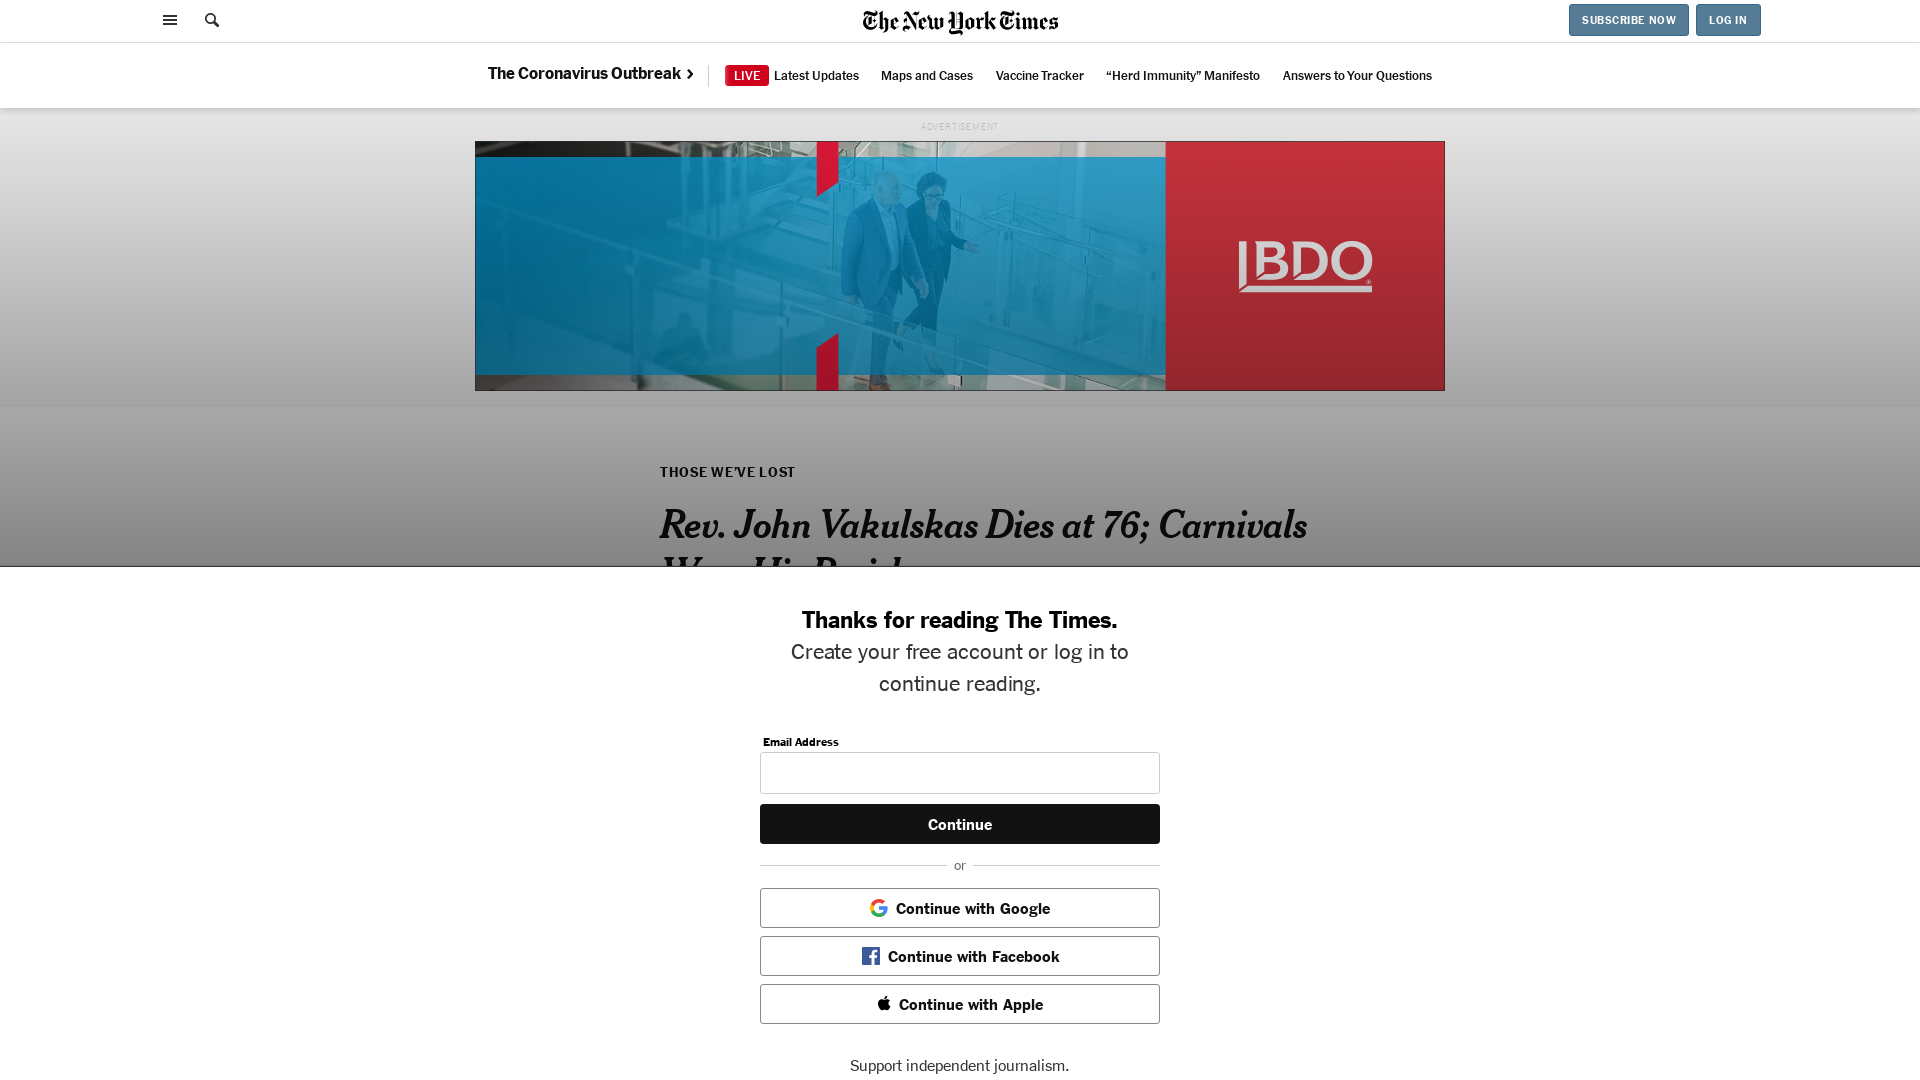 The New York Times
SUBSCRIBE NOW
LOG IN
The Coronavirus Outbreak
LIVE Latest Updates
Maps and Cases
Vaccine Tracker
“Herd Immunity” Manifesto
Answers to Your Questions
ADVERTISEMENT
BDO
THOSE WE’VE LOST
Rev. John Vakulskas Dies at 76; Carnivals
Thanks for reading The Times.
Create your free account or log in to
continue reading.
Email Address
Continue
or
Continue with Google
Continue with Facebook
Continue with Apple
Support independent journalism.